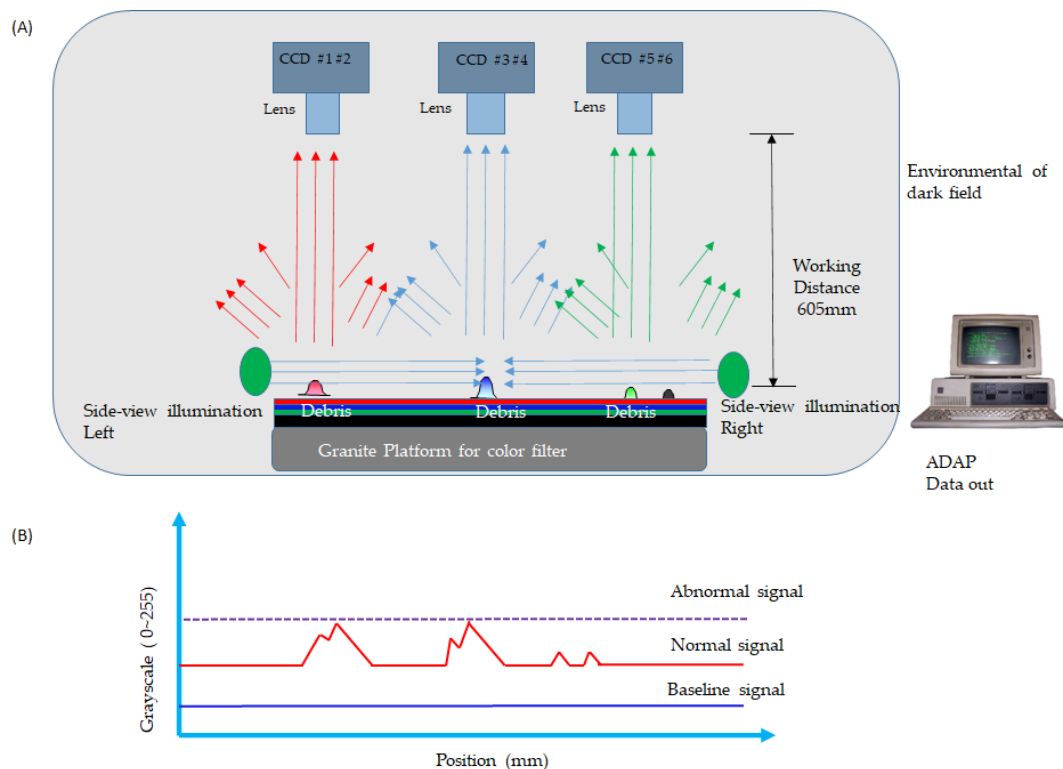 (A)
CCD #1#2
CCD #3#4
CCD #5#6
Lens
Lens
Lens
Environmental of
dark field
Working
Distance
605mm
Side-view illumination
Left
Debris
Debris
Debris
Side-view illumination
Right
Granite Platform for color filter
ADAP
Data out
(B)
Grayscale ( 0~255)
Abnormal signal
Normal signal
Baseline signal
Position (mm)